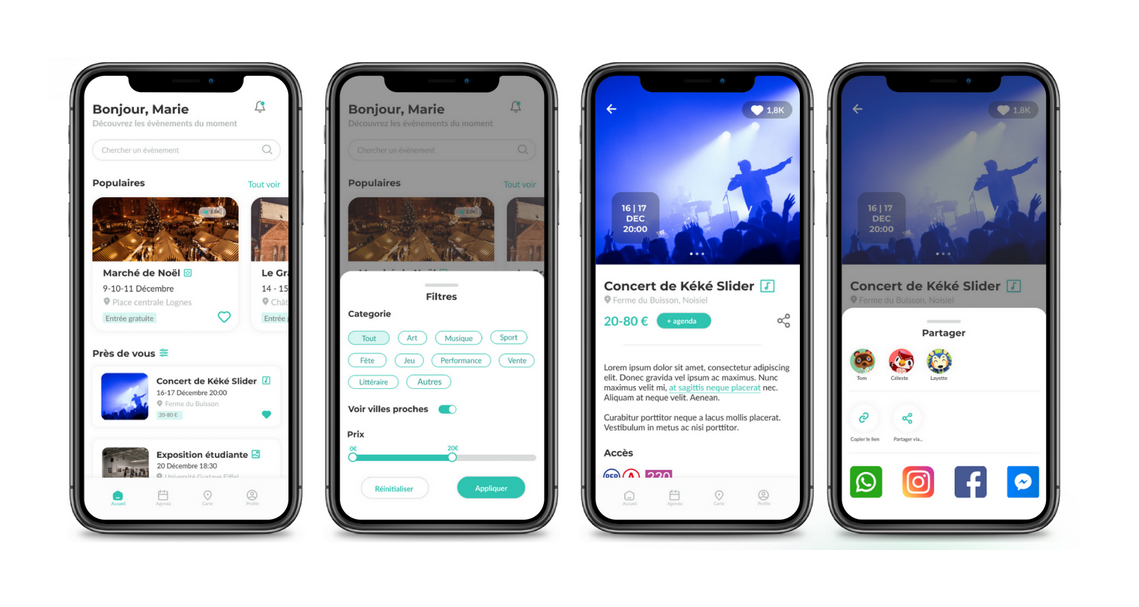 Bonjour, Marie
Découvrez les évènements du moment
Chercher un événement
Populaires
Tout voir
Marché de Noël
9-10-11 Décembre
Place centrale Lognes
Entrée gratuite
Le Gra
14 - 15
Chât
Entrée g
Près de vous
Concert de Kéké Slider
16-17 Décembre 20:00
Ferme du Buisson
20-80 €
Exposition étudiante
20 Décembre 18:30
Université Gustave Eiffel
Accueil
Agenda
Carte
Profile
Bonjour, Marie
Découvrez les évènements du moment
Chercher un événement
Populaires
Tout voir
Filtres
Categorie
Tout
Art
Musique
Sport
Fête
Jeu
Performance
Vente
Littéraire
Autres
Voir villes proches
Prix
0€
20€
Réinitialiser
Appliquer
1,8K
16 | 17
DEC
20:00
Concert de Kéké Slider
Ferme du Buisson, Noisiel
20-80 €
+ agenda
Lorem ipsum dolor sit amet, consectetur adipiscing
elit. Donec gravida vel ipsum ac maximus. Nunc
maximus velit mi, at sagittis neque placerat nec.
Aliquam at neque velit. Aenean.
Curabitur porttitor neque a lacus mollis placerat.
Vestibulum in metus ac nisi porttitor.
Accès
RER A 220
Accueil
Agenda
Carte
Profile
1,8K
16 | 17
DEC
20:00
Concert de Kéké Slider
Ferme du Buisson, Noisiel
Partager
Tom
Céleste
Layette
Copier le lien
Partager via...